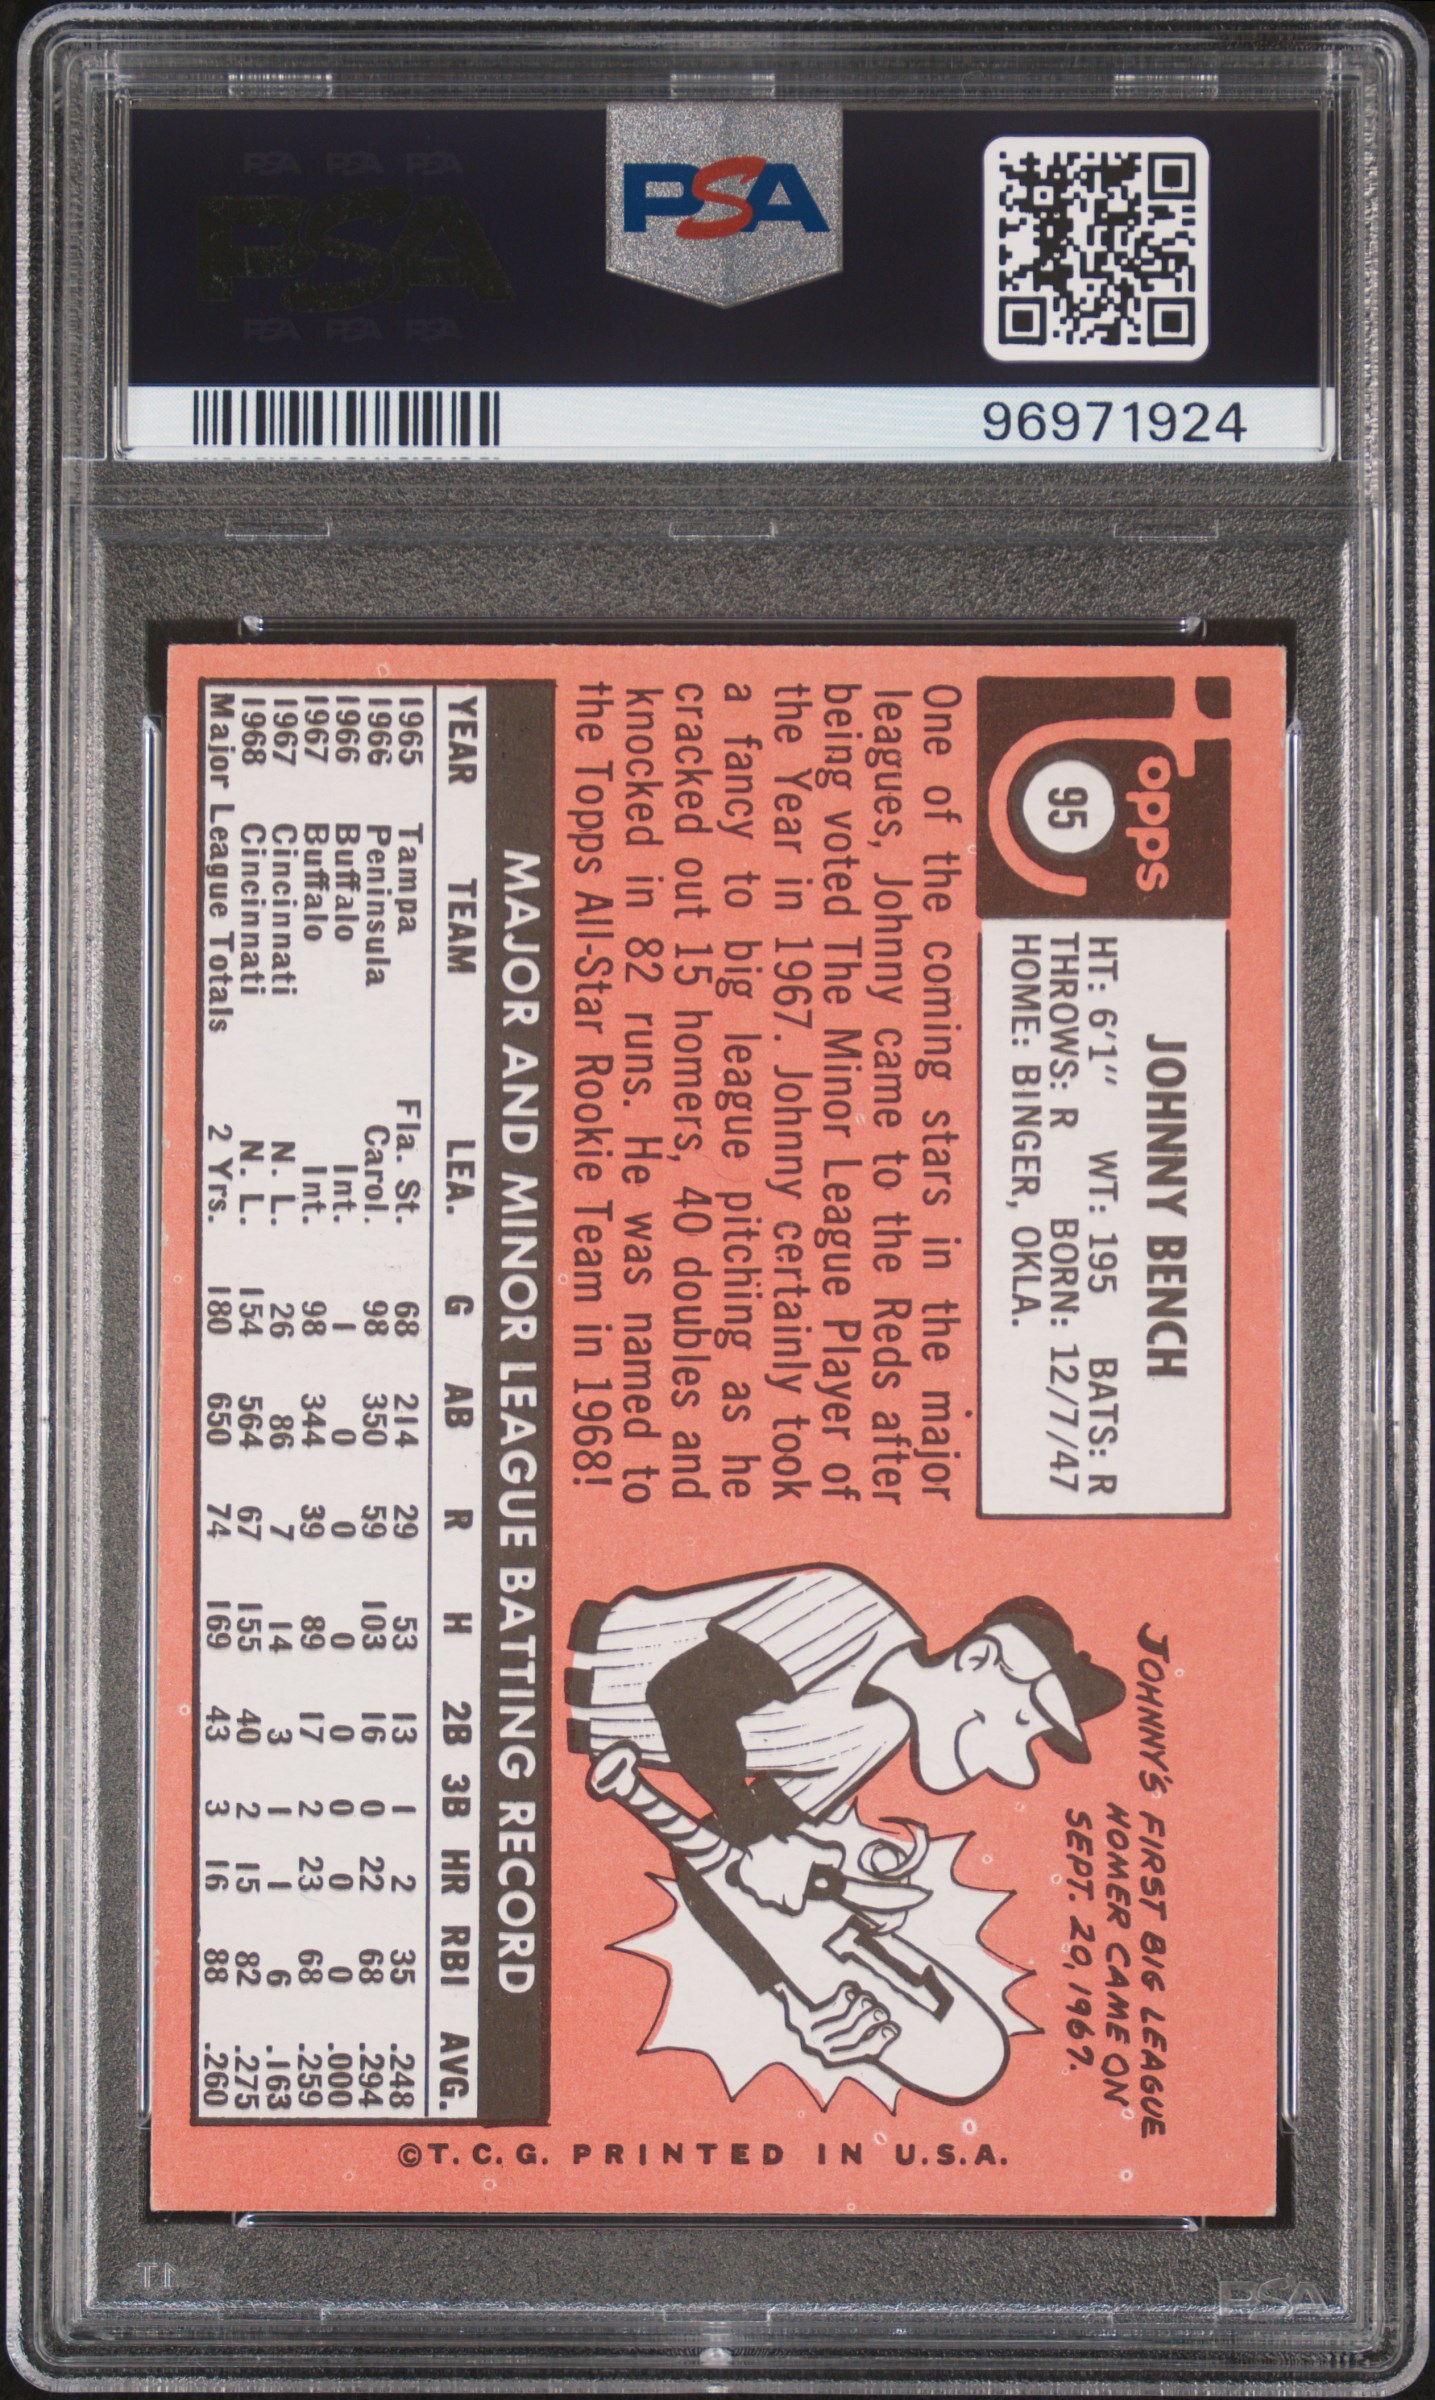 PSA PSA PSA
PSA
PSA PSA PSA
PSA
96971924
Topps
95
JOHNNY BENCH
HT: 6'1" WT: 195 BATS: R
THROWS: R BORN: 12/7/47
HOME: BINGER, OKLA.
One of the coming stars in the major
leagues, Johnny came to the Reds after
being voted The Minor League Player of
the Year in 1967. Johnny certainly took
a fancy to big league pitching as he
cracked out 15 homers, 40 doubles and
knocked in 82 runs. He was named to
the Topps All-Star Rookie Team in 1968!
JOHNNY'S FIRST BIG LEAGUE
HOMER CAME ON
SEPT. 20, 1967.
MAJOR AND MINOR LEAGUE BATTING RECORD
YEAR TEAM LEA. G AB R H 2B 3B HR RBI AVG.
1965 Tampa Fla. St. 68 214 29 53 13 1 2 35 .248
1966 Peninsula Carol. 98 350 59 103 16 0 22 68 .294
1966 Buffalo Int. 1 0 0 0 0 0 0 0 .000
1967 Buffalo Int. 98 344 39 89 17 2 23 68 .259
1967 Cincinnati N. L. 26 86 7 14 3 1 1 6 .163
1968 Cincinnati N. L. 154 564 67 155 40 2 15 82 .275
Major League Totals 2 Yrs. 180 650 74 169 43 3 16 88 .260
©T.C.G. PRINTED IN U.S.A.
PSA